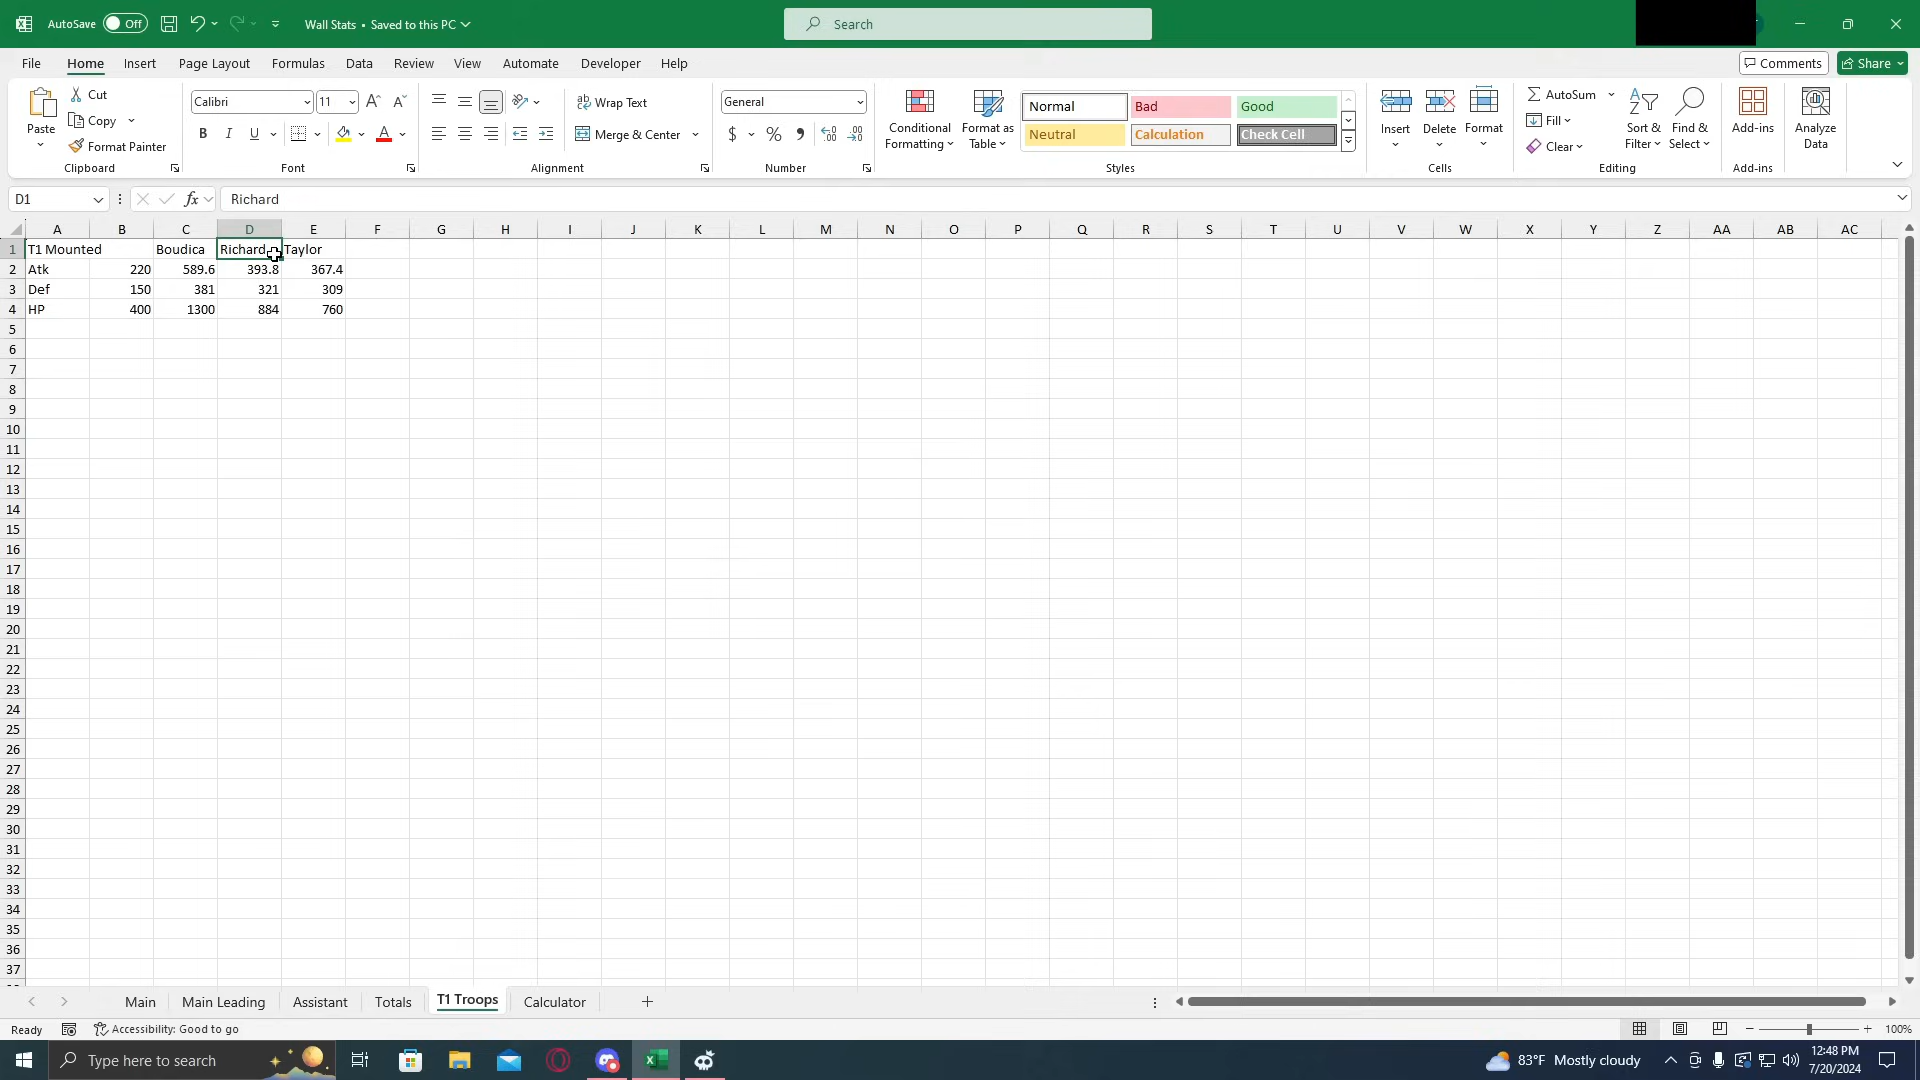 AutoSave Off Wall Stats • Saved to this PC Search
File Home Insert Page Layout Formulas Data Review View Automate Developer Help Comments Share
Paste Cut Calibri 11 Wrap Text General Conditional Formatting Format as Table Normal Bad Good Insert Delete Format AutoSum Sort & Filter Find & Select Add-ins Analyze Data
Copy B I U Merge & Center $ % Neutral Calculation Check Cell Fill
Format Painter Clear
Clipboard Font Alignment Number Styles Cells Editing Add-ins
D1 fx Richard
A B C D E F G H I J K L M N O P Q R S T U V W X Y Z AA AB AC
1 T1 Mounted Boudica Richard Taylor
2 Atk 220 589.6 393.8 367.4
3 Def 150 381 321 309
4 HP 400 1300 884 760
5
6
7
8
9
10
11
12
13
14
15
16
17
18
19
20
21
22
23
24
25
26
27
28
29
30
31
32
33
34
35
36
37
Main Main Leading Assistant Totals T1 Troops Calculator +
Ready Accessibility: Good to go 100%
Type here to search 83°F Mostly cloudy 12:48 PM
7/20/2024